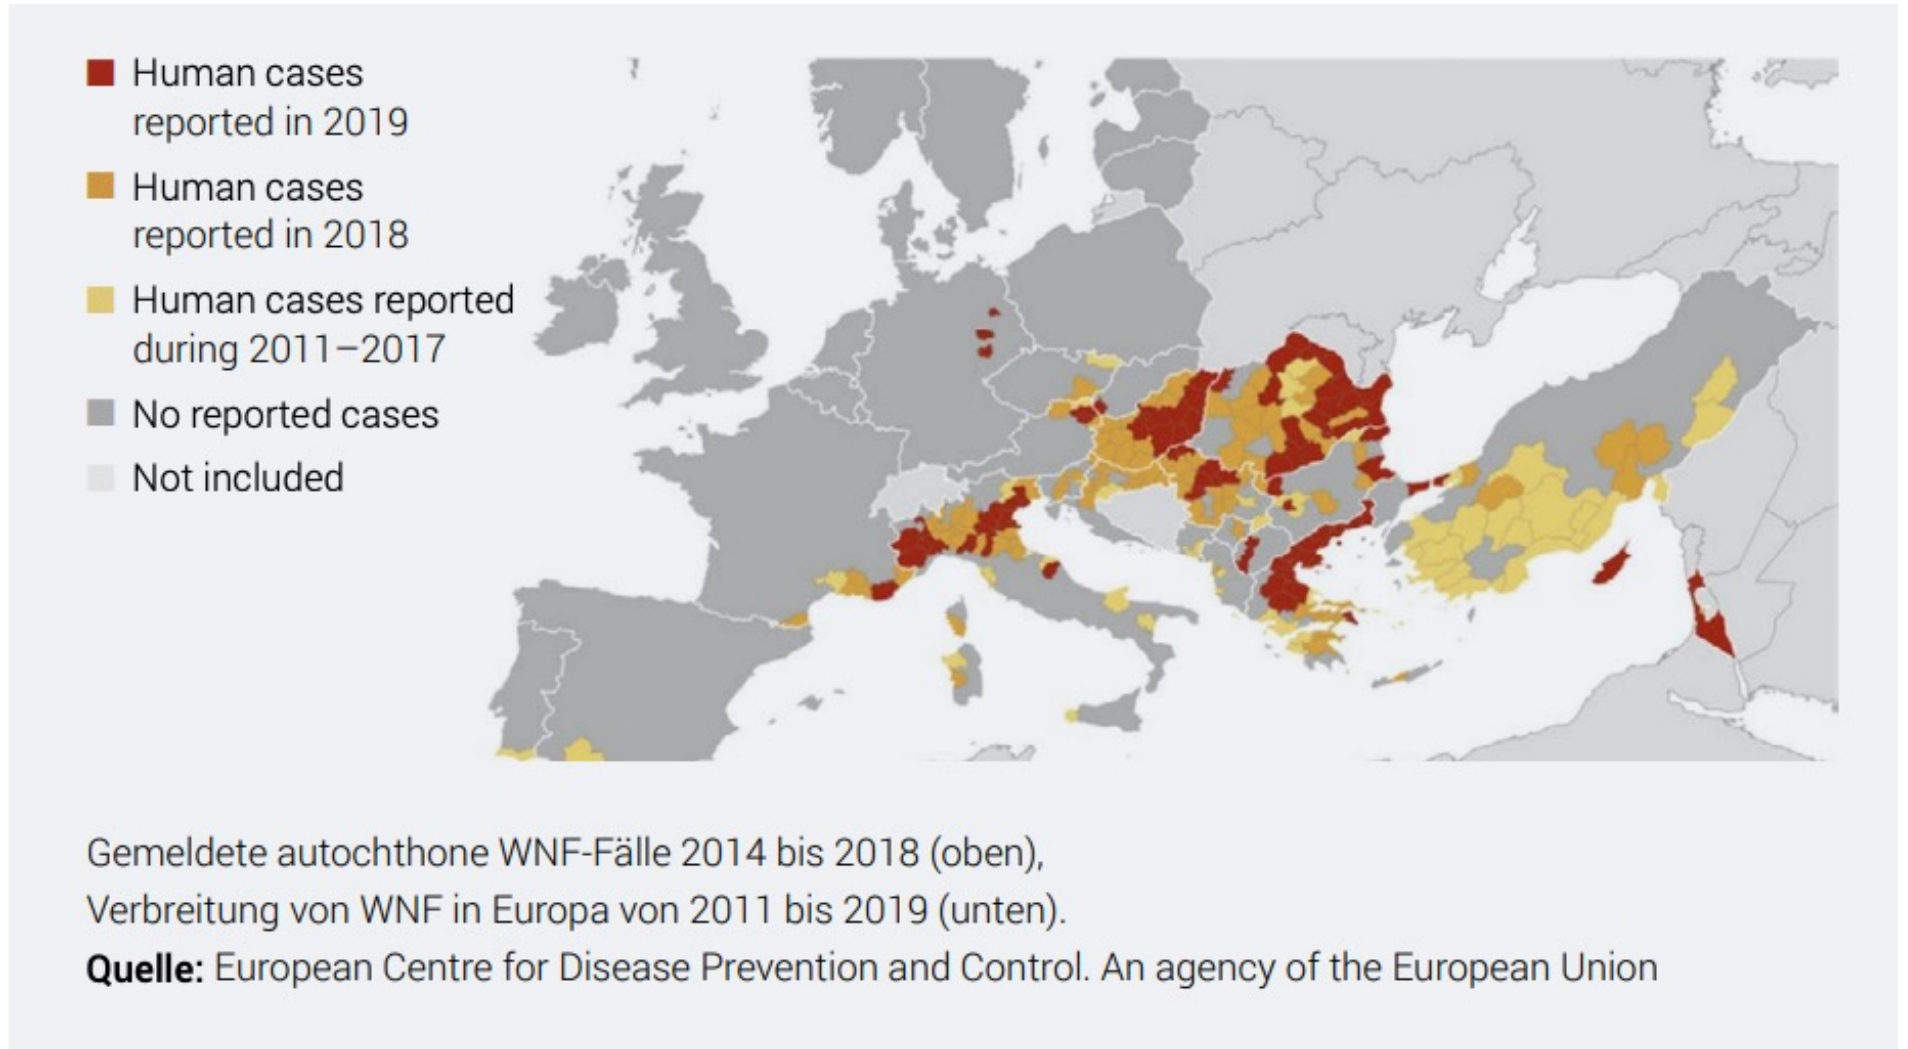 Human cases
reported in 2019
Human cases
reported in 2018
Human cases reported
during 2011–2017
No reported cases
Not included
Gemeldete autochthone WNF-Fälle 2014 bis 2018 (oben),
Verbreitung von WNF in Europa von 2011 bis 2019 (unten).
Quelle: European Centre for Disease Prevention and Control. An agency of the European Union